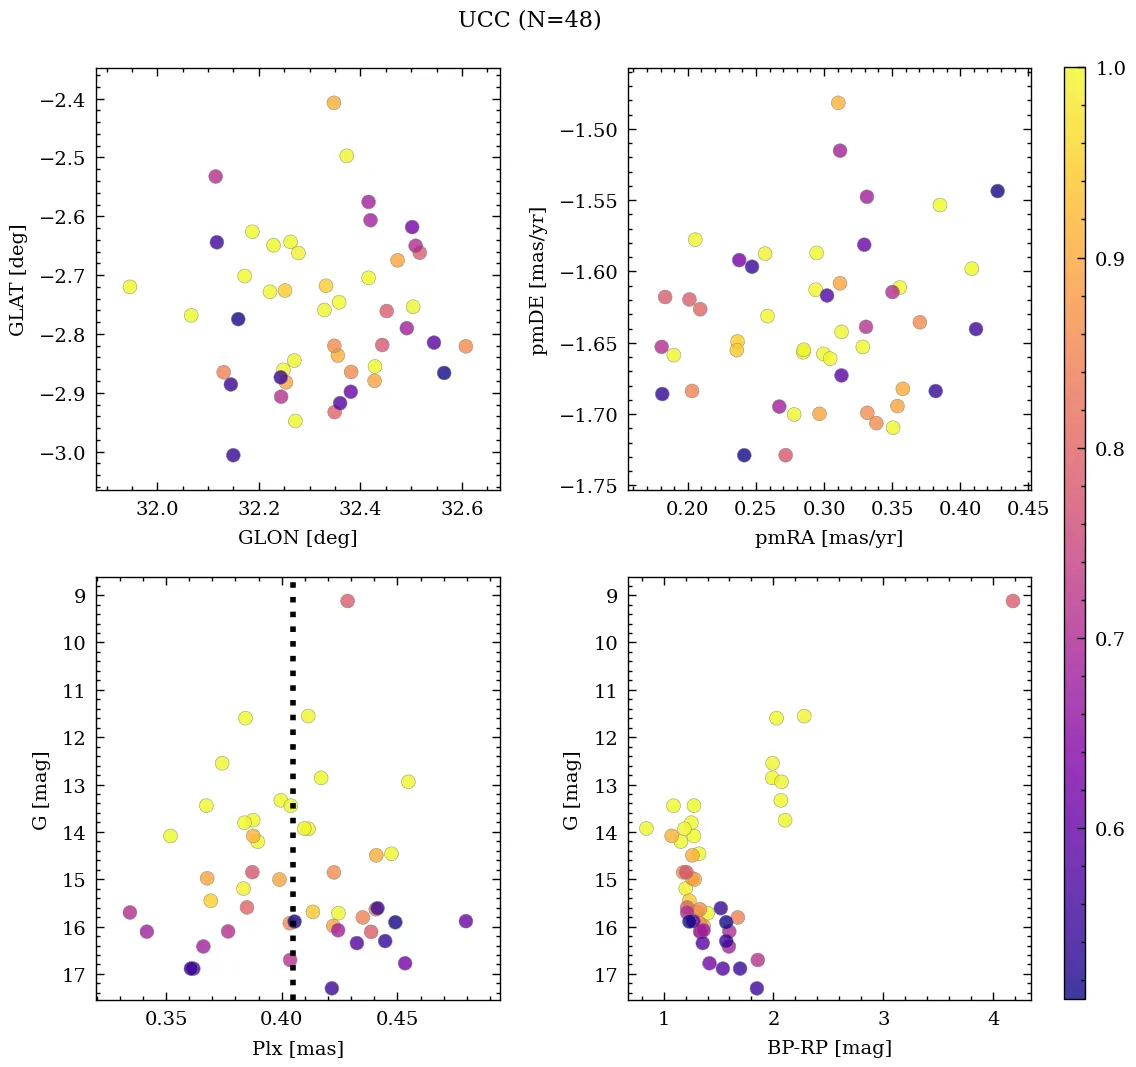 UCC (N=48)
−2.4
−2.5
−2.6
−2.7
−2.8
−2.9
−3.0
GLAT [deg]
32.0 32.2 32.4 32.6
GLON [deg]
−1.50
−1.55
−1.60
−1.65
−1.70
−1.75
pmDE [mas/yr]
0.20 0.25 0.30 0.35 0.40 0.45
pmRA [mas/yr]
1.0
0.9
0.8
0.7
0.6
9
10
11
12
13
14
15
16
17
G [mag]
0.35 0.40 0.45
Plx [mas]
9
10
11
12
13
14
15
16
17
G [mag]
1 2 3 4
BP-RP [mag]